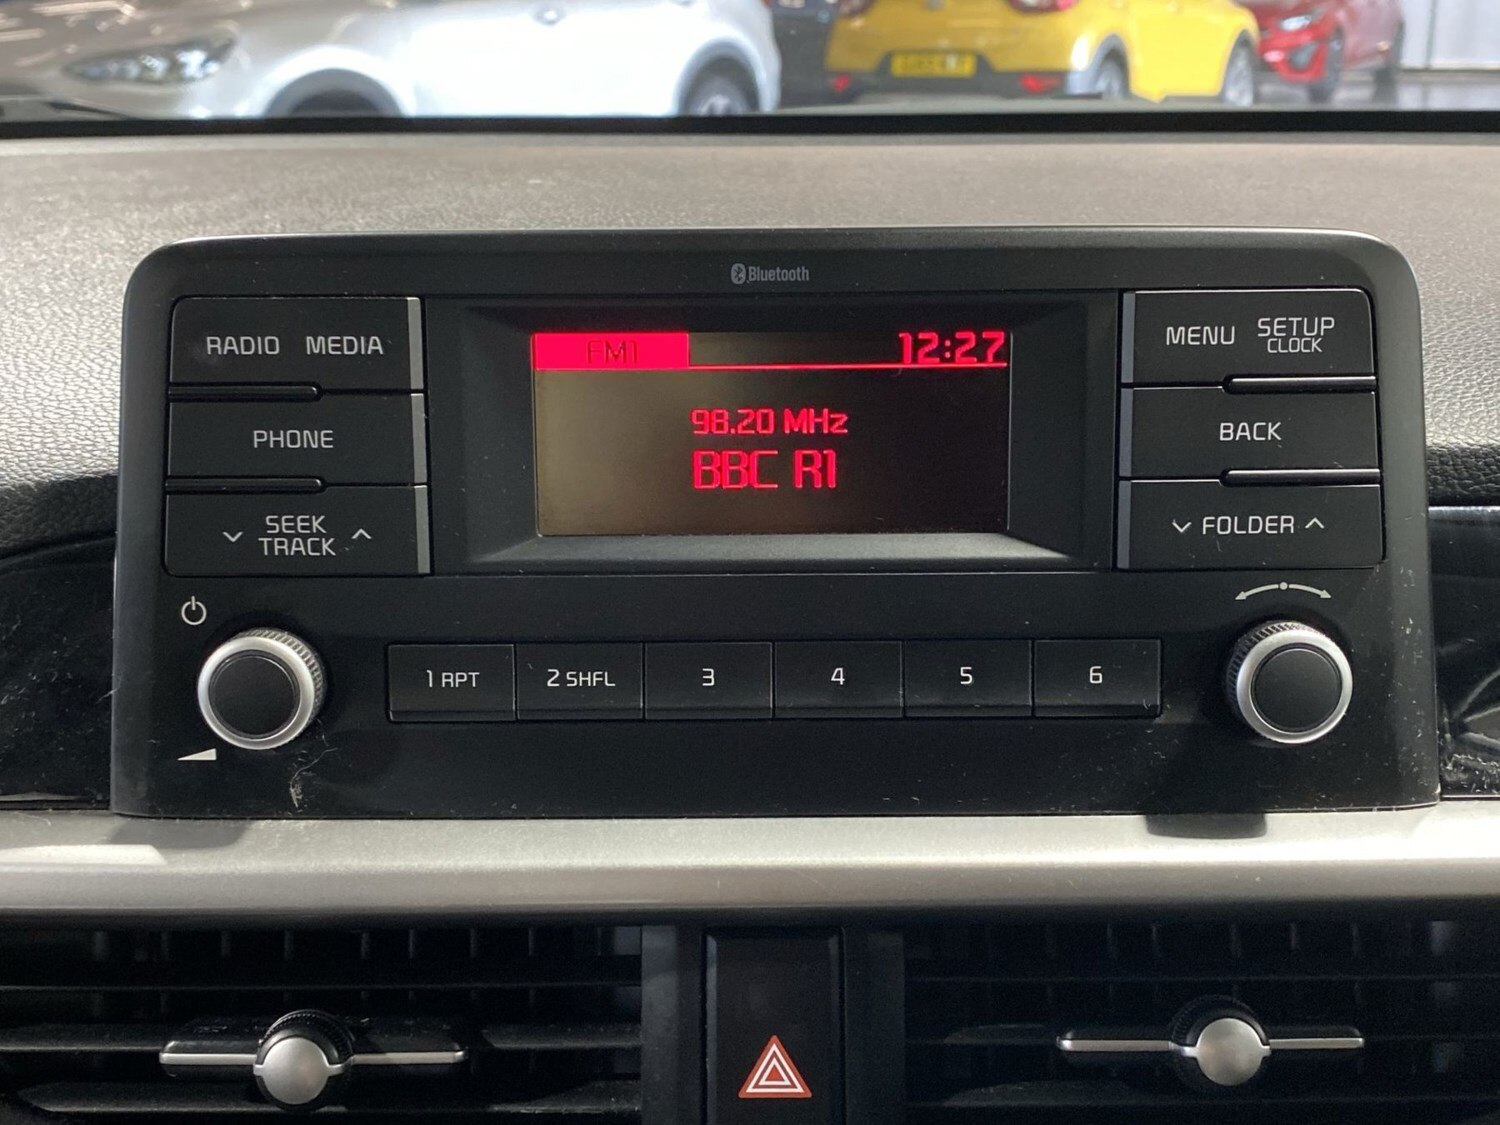 Bluetooth
RADIO MEDIA
FM1 12:27
MENU SETUP
CLOCK
98.20 MHz
PHONE
BACK
BBC R1
SEEK
TRACK
FOLDER
1 RPT 2 SHFL 3 4 5 6